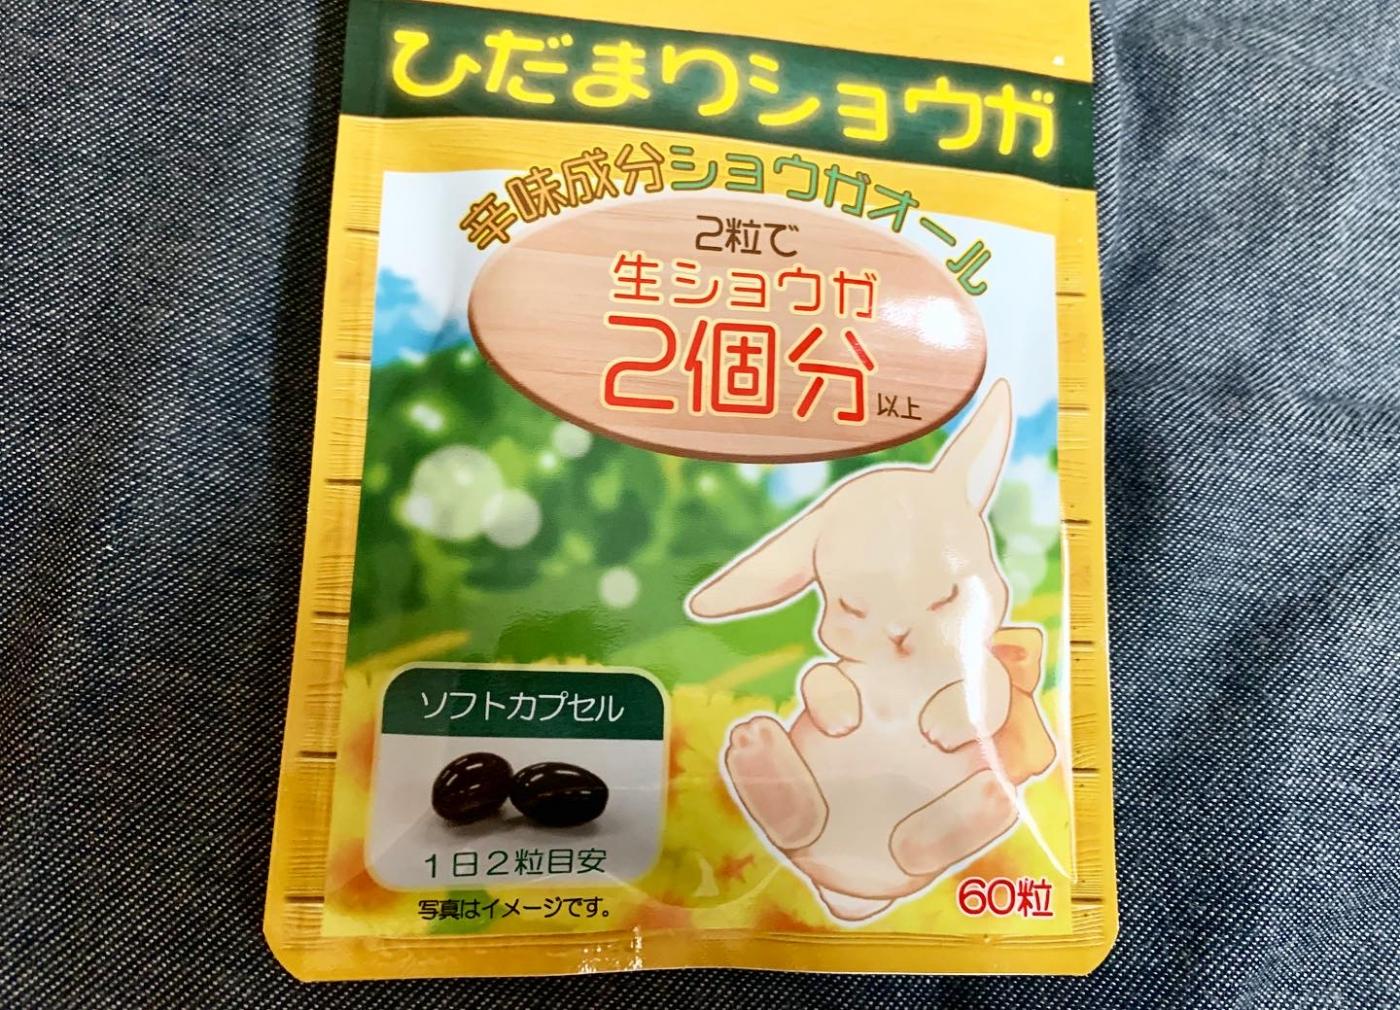 ひだまりショウガ
辛味成分ショウガオール
2粒で
生ショウガ
2個分以上
ソフトカプセル
1日2粒目安
写真はイメージです。
60粒